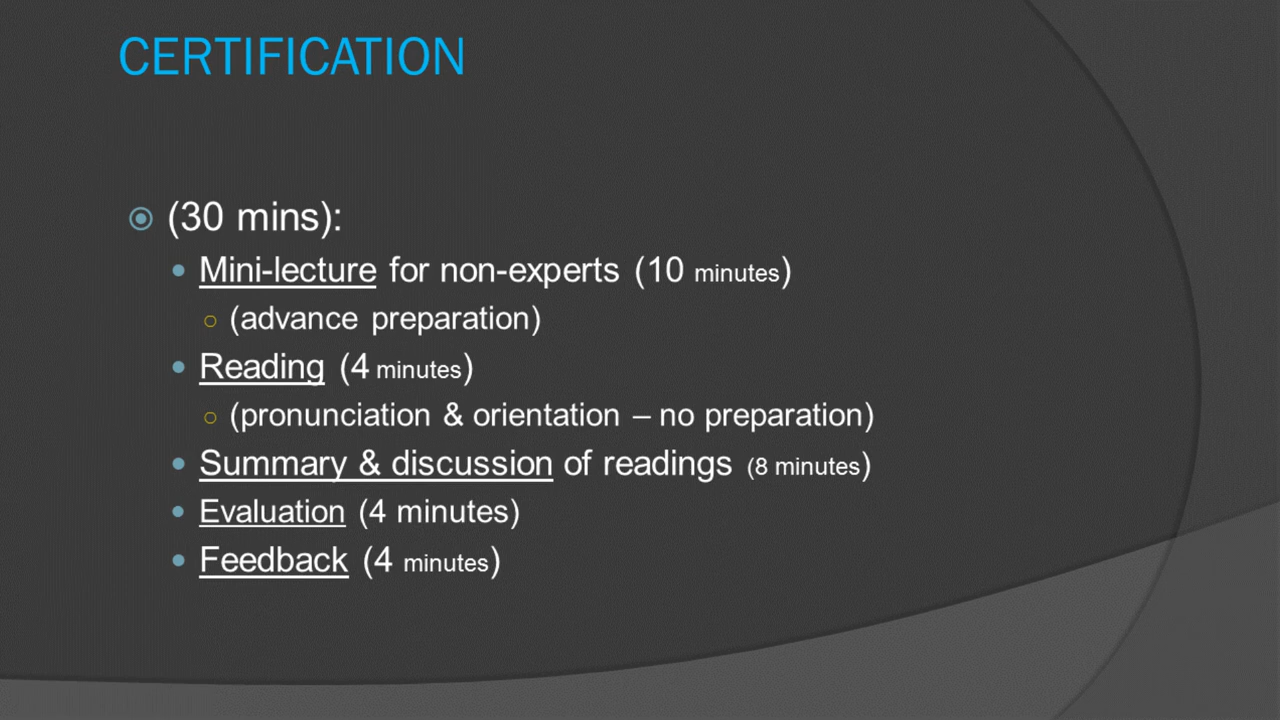 CERTIFICATION
(30 mins):
Mini-lecture for non-experts (10 minutes)
(advance preparation)
Reading (4 minutes)
(pronunciation & orientation – no preparation)
Summary & discussion of readings (8 minutes)
Evaluation (4 minutes)
Feedback (4 minutes)